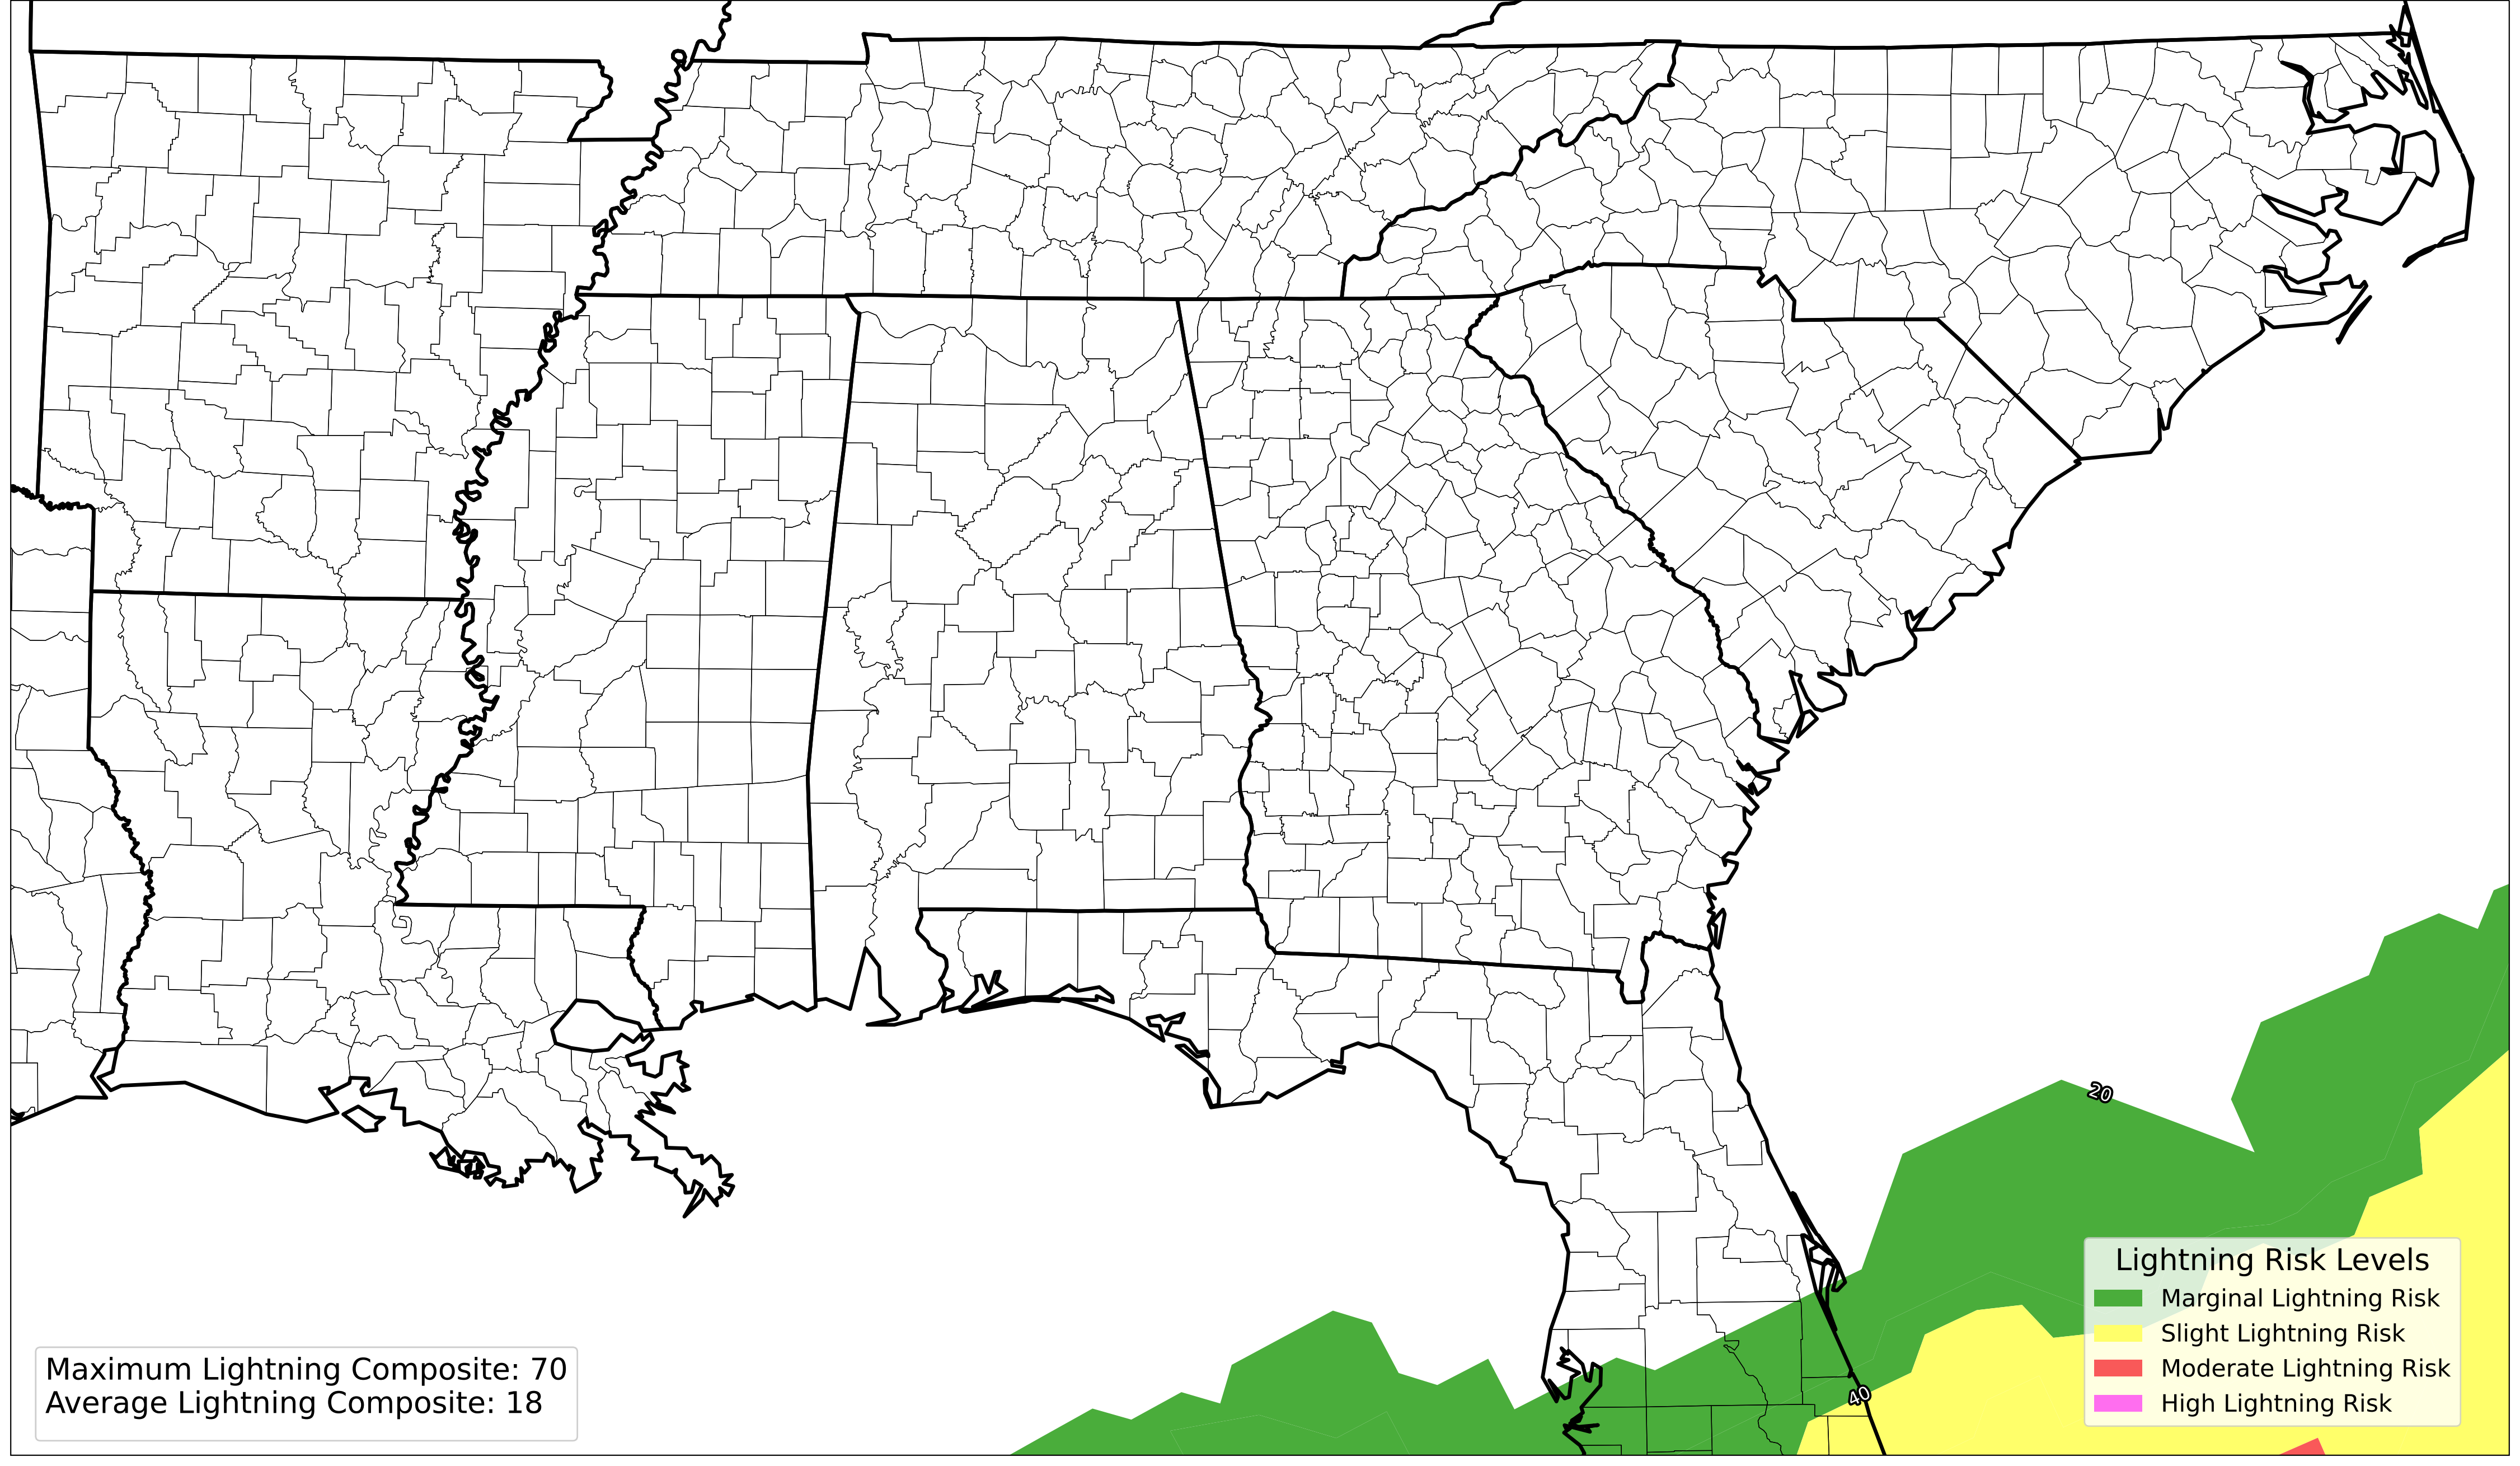 20
Lightning Risk Levels
Marginal Lightning Risk
Slight Lightning Risk
Moderate Lightning Risk
High Lightning Risk
Maximum Lightning Composite: 70
Average Lightning Composite: 18
40